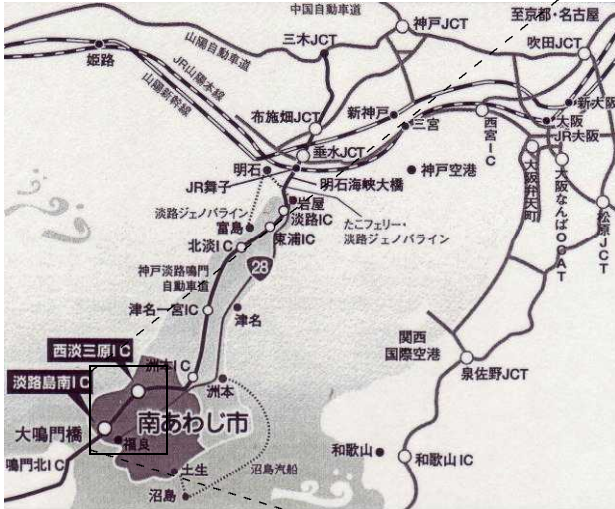 中国自動車道
神戸JCT
至京都・名古屋
山陽自動車道
三木JCT
吹田JCT
姫路
JR山陽本線
山陽新幹線
新大阪
布施畑JCT
新神戸
三宮
西宮IC
大阪
JR大阪
垂水JCT
明石
神戸空港
大阪弁天町
大阪なんばOCAT
松原JCT
JR舞子
明石海峡大橋
岩屋
淡路IC
淡路ジェノバライン
たこフェリー・
淡路ジェノバライン
富島
東浦IC
北淡IC
神戸淡路鳴門
自動車道
28
津名一宮IC
津名
関西
国際空港
西淡三原IC
洲本IC
泉佐野JCT
淡路島南IC
洲本
南あわじ市
大鳴門橋
福良
和歌山
和歌山IC
鳴門北IC
土生
沼島汽船
沼島